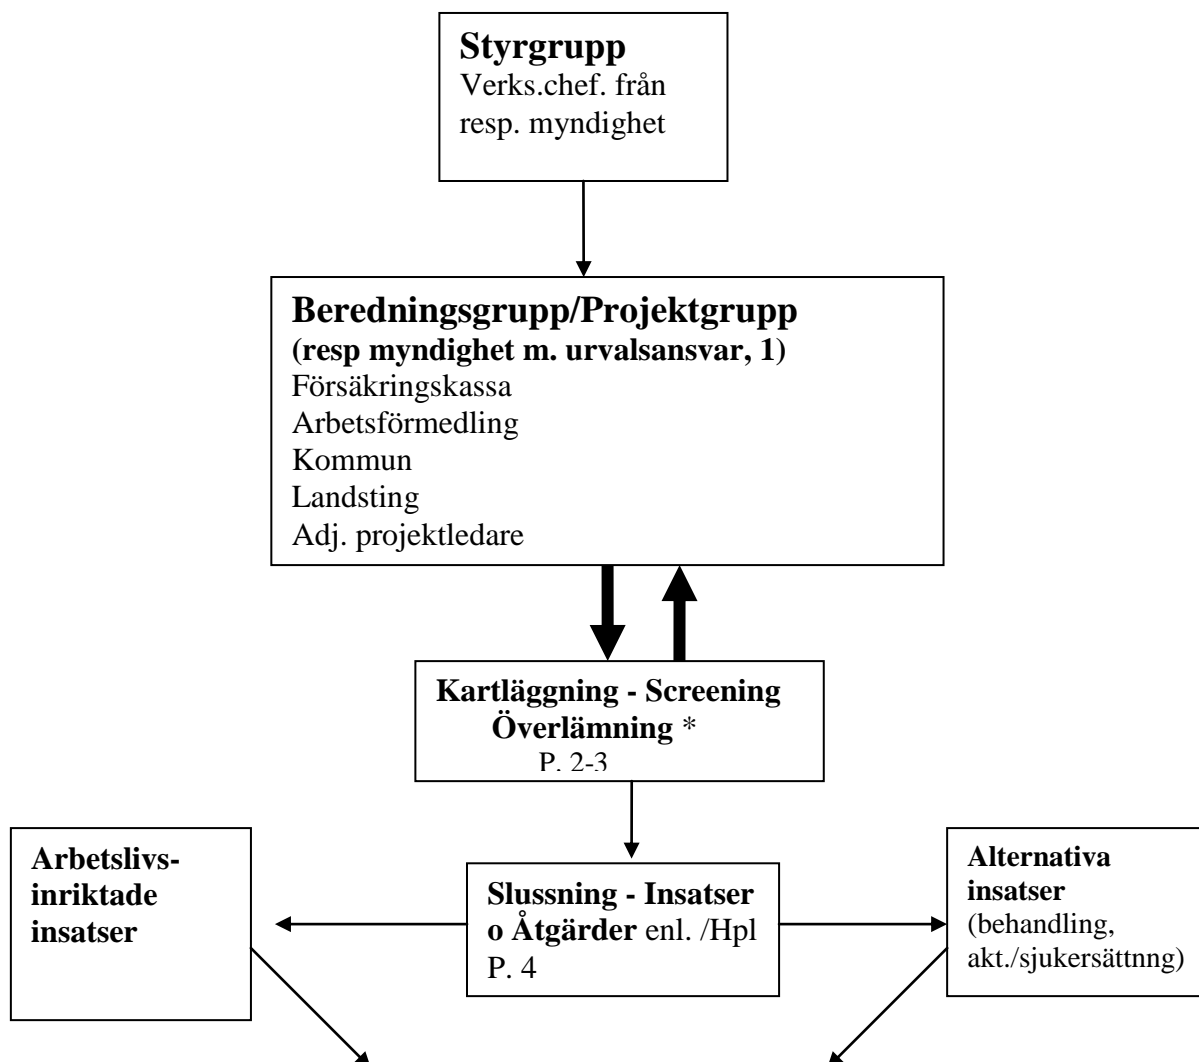 Styrgrupp
Verks.chef. från
resp. myndighet
Beredningsgrupp/Projektgrupp
(resp myndighet m. urvalsansvar, 1)
Försäkringskassa
Arbetsförmedling
Kommun
Landsting
Adj. projektledare
Kartläggning - Screening
Överlämning *
P. 2-3
Arbetslivs-
inriktade
insatser
Slussning - Insatser
o Åtgärder enl. /Hpl
P. 4
Alternativa
insatser
(behandling,
akt./sjukersättnng)